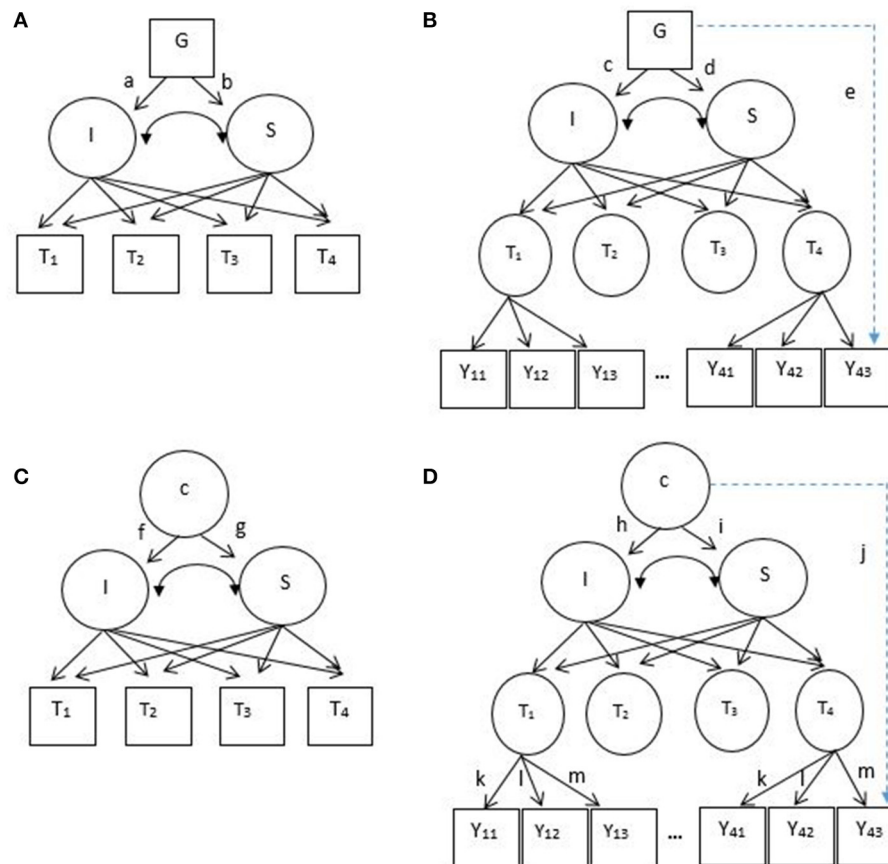 A
G
a b
I S
T₁ T₂ T₃ T₄
B
G
c d
e
I S
T₁ T₂ T₃ T₄
Y₁₁ Y₁₂ Y₁₃ ... Y₄₁ Y₄₂ Y₄₃
C
c
f g
I S
T₁ T₂ T₃ T₄
D
c
h i
j
I S
T₁ T₂ T₃ T₄
k l m k l m
Y₁₁ Y₁₂ Y₁₃ ... Y₄₁ Y₄₂ Y₄₃